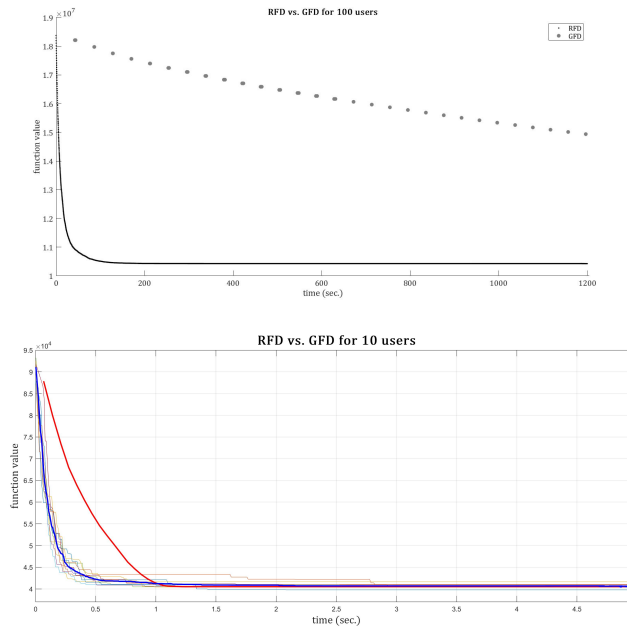 RFD vs. GFD for 100 users
×10⁷
1.9
1.8
1.7
1.6
1.5
1.4
1.3
1.2
1.1
1
function value
RFD
GFD
0 200 400 600 800 1000 1200
time (sec.)
RFD vs. GFD for 10 users
×10⁴
9.5
9
8.5
8
7.5
7
6.5
6
5.5
5
4.5
4
function value
0 0.5 1 1.5 2 2.5 3 3.5 4 4.5
time (sec.)